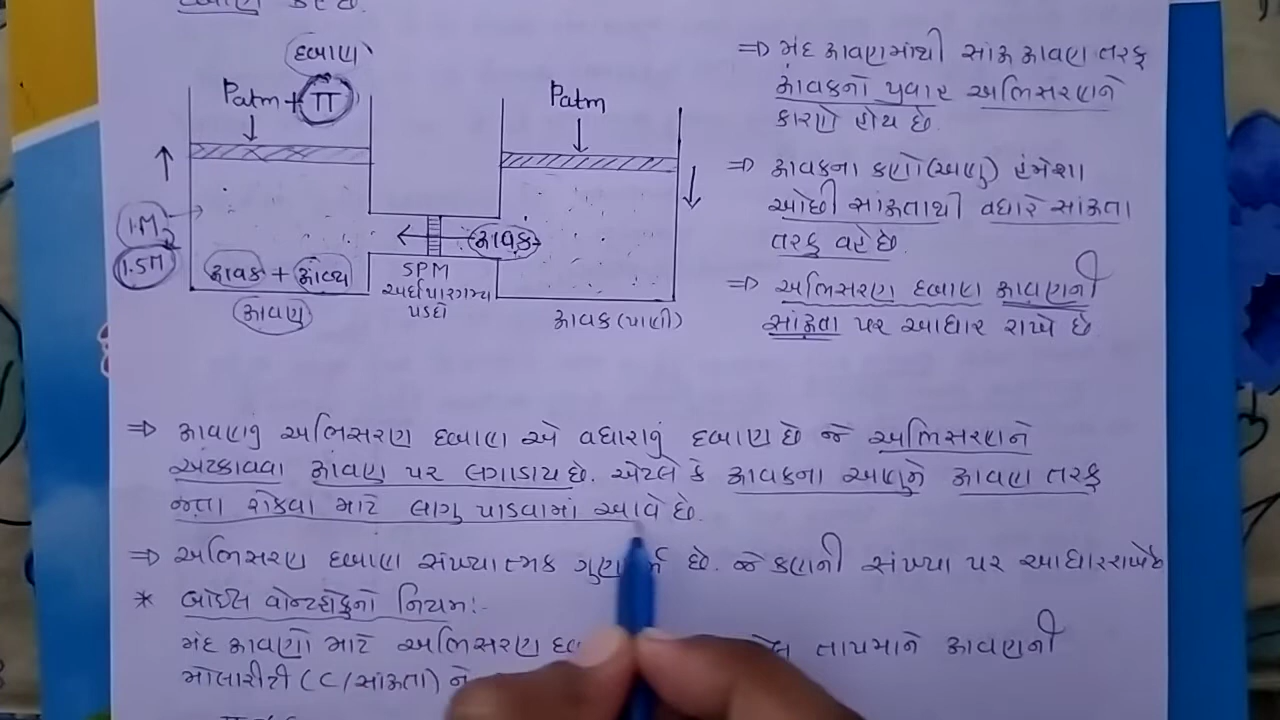 દબાણ કહે છે.
દબાણ
Patm + π
Patm
1M
1.5M
દ્રાવક + દ્રાવ્ય
દ્રાવણ
દ્રાવક
SPM
અર્ધપારગમ્ય
પડદો
દ્રાવક (પાણી)
⇒ મંદ દ્રાવણમાંથી સાંદ્ર દ્રાવણ તરફ
દ્રાવકનો પ્રવાહ અભિસરણને
કારણે હોય છે.
⇒ દ્રાવકના કણો(અણુ) હંમેશા
ઓછી સાંદ્રતાથી વધારે સાંદ્રતા
તરફ વહે છે.
⇒ અભિસરણ દબાણ દ્રાવણની
સાંદ્રતા પર આધાર રાખે છે
⇒ દ્રાવણનું અભિસરણ દબાણ એ વધારાનું દબાણ છે જે અભિસરણને
અટકાવવા દ્રાવણ પર લગાડાય છે. એટલે કે દ્રાવકના અણુને દ્રાવણ તરફ
જતા રોકવા માટે લાગુ પાડવામાં આવે છે.
⇒ અભિસરણ દબાણ સંખ્યાત્મક છે. જે કણની સંખ્યા પર આધાર રાખે છે
* બોઇલ વોન્ટહોફનો નિયમ:-
મંદ દ્રાવણો માટે અભિસરણ તાપમાને દ્રાવણની
મોલારીટી (C/સાંદ્રતા) ને